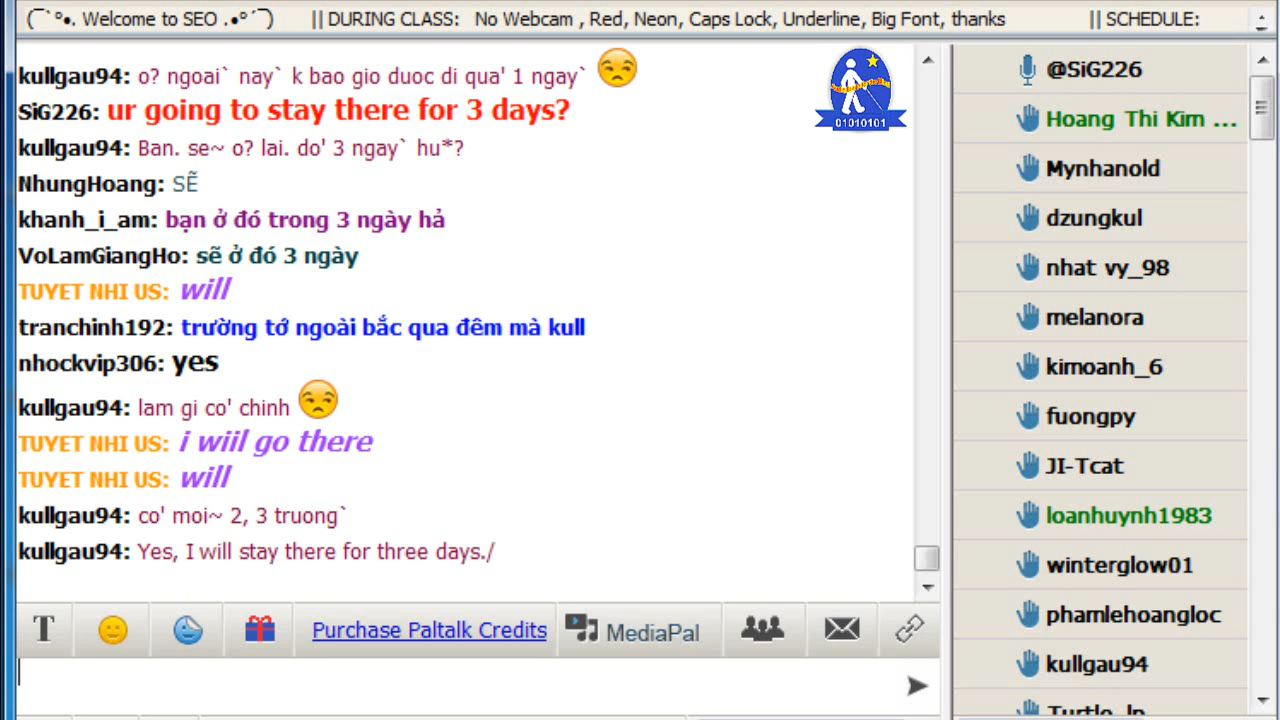 (¯`°•. Welcome to SEO .•°´¯) || DURING CLASS: No Webcam , Red, Neon, Caps Lock, Underline, Big Font, thanks || SCHEDULE:
kullgau94: o? ngoai` nay` k bao gio duoc di qua' 1 ngay`
SiG226: ur going to stay there for 3 days?
kullgau94: Ban. se~ o? lai. do' 3 ngay` hu*?
NhungHoang: SẼ
khanh_i_am: bạn ở đó trong 3 ngày hả
VoLamGiangHo: sẽ ở đó 3 ngày
TUYET NHI US: will
tranchinh192: trường tớ ngoài bắc qua đêm mà kull
nhockvip306: yes
kullgau94: lam gi co' chinh
TUYET NHI US: i wiil go there
TUYET NHI US: will
kullgau94: co' moi~ 2, 3 truong`
kullgau94: Yes, I will stay there for three days./
T
Purchase Paltalk Credits
MediaPal
01010101
@SiG226
Hoang Thi Kim ...
Mynhanold
dzungkul
nhat vy_98
melanora
kimoanh_6
fuongpy
JI-Tcat
loanhuynh1983
winterglow01
phamlehoangloc
kullgau94
Turtle_lp